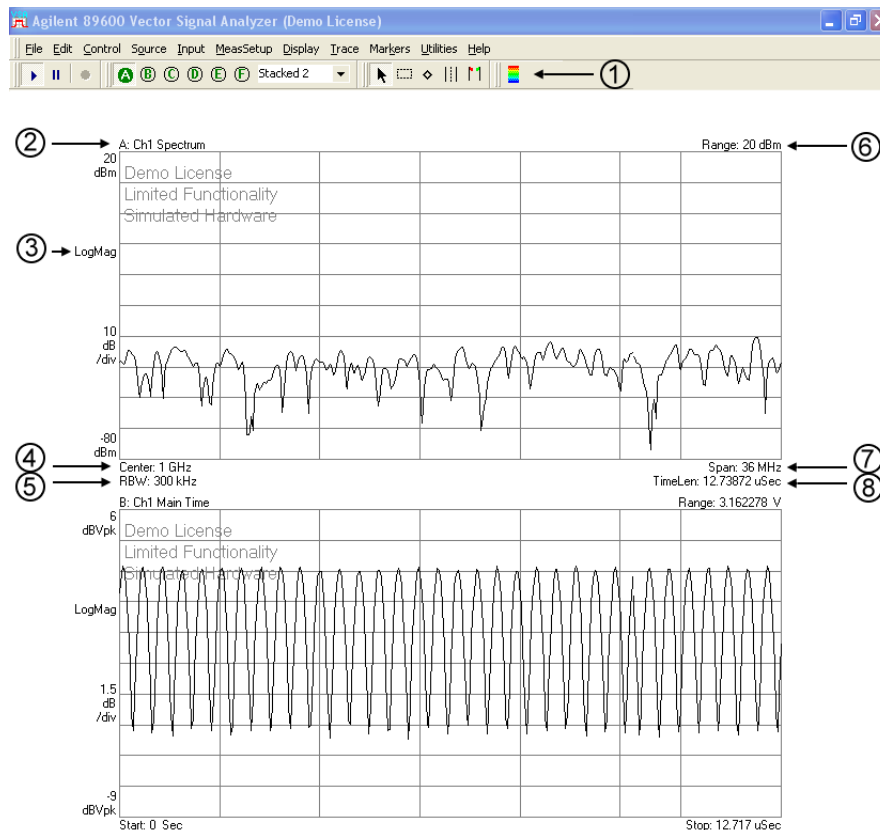 Agilent 89600 Vector Signal Analyzer (Demo License)
File Edit Control Source Input MeasSetup Display Trace Markers Utilities Help
A B C D E F Stacked 2
1
2 A: Ch1 Spectrum Range: 20 dBm 6
20
dBm
Demo License
Limited Functionality
Simulated Hardware
3 LogMag
10
dB
/div
-80
dBm
4 Center: 1 GHz Span: 36 MHz 7
5 RBW: 300 kHz TimeLen: 12.73872 uSec 8
B: Ch1 Main Time Range: 3.162278 V
6
dBVpk
Demo License
Limited Functionality
Simulated Hardware
LogMag
1.5
dB
/div
-9
dBVpk
Start: 0 Sec Stop: 12.717 uSec